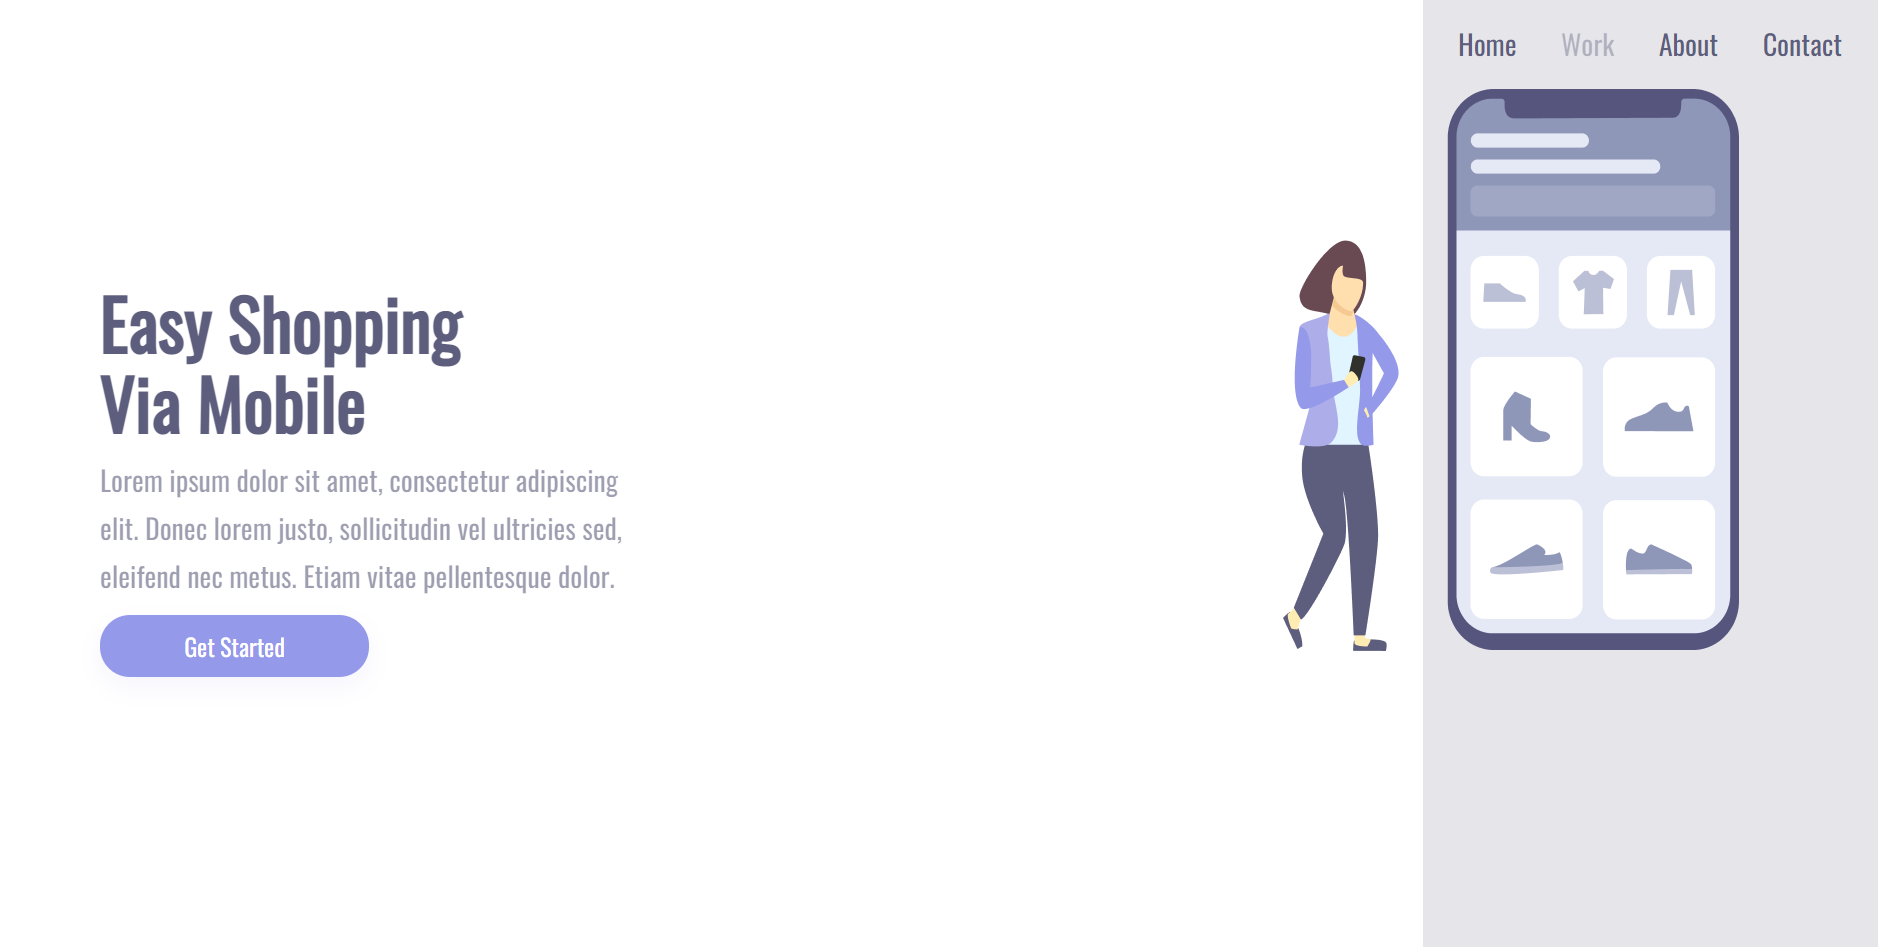 Home Work About Contact
Easy Shopping
Via Mobile
Lorem ipsum dolor sit amet, consectetur adipiscing
elit. Donec lorem justo, sollicitudin vel ultricies sed,
eleifend nec metus. Etiam vitae pellentesque dolor.
Get Started